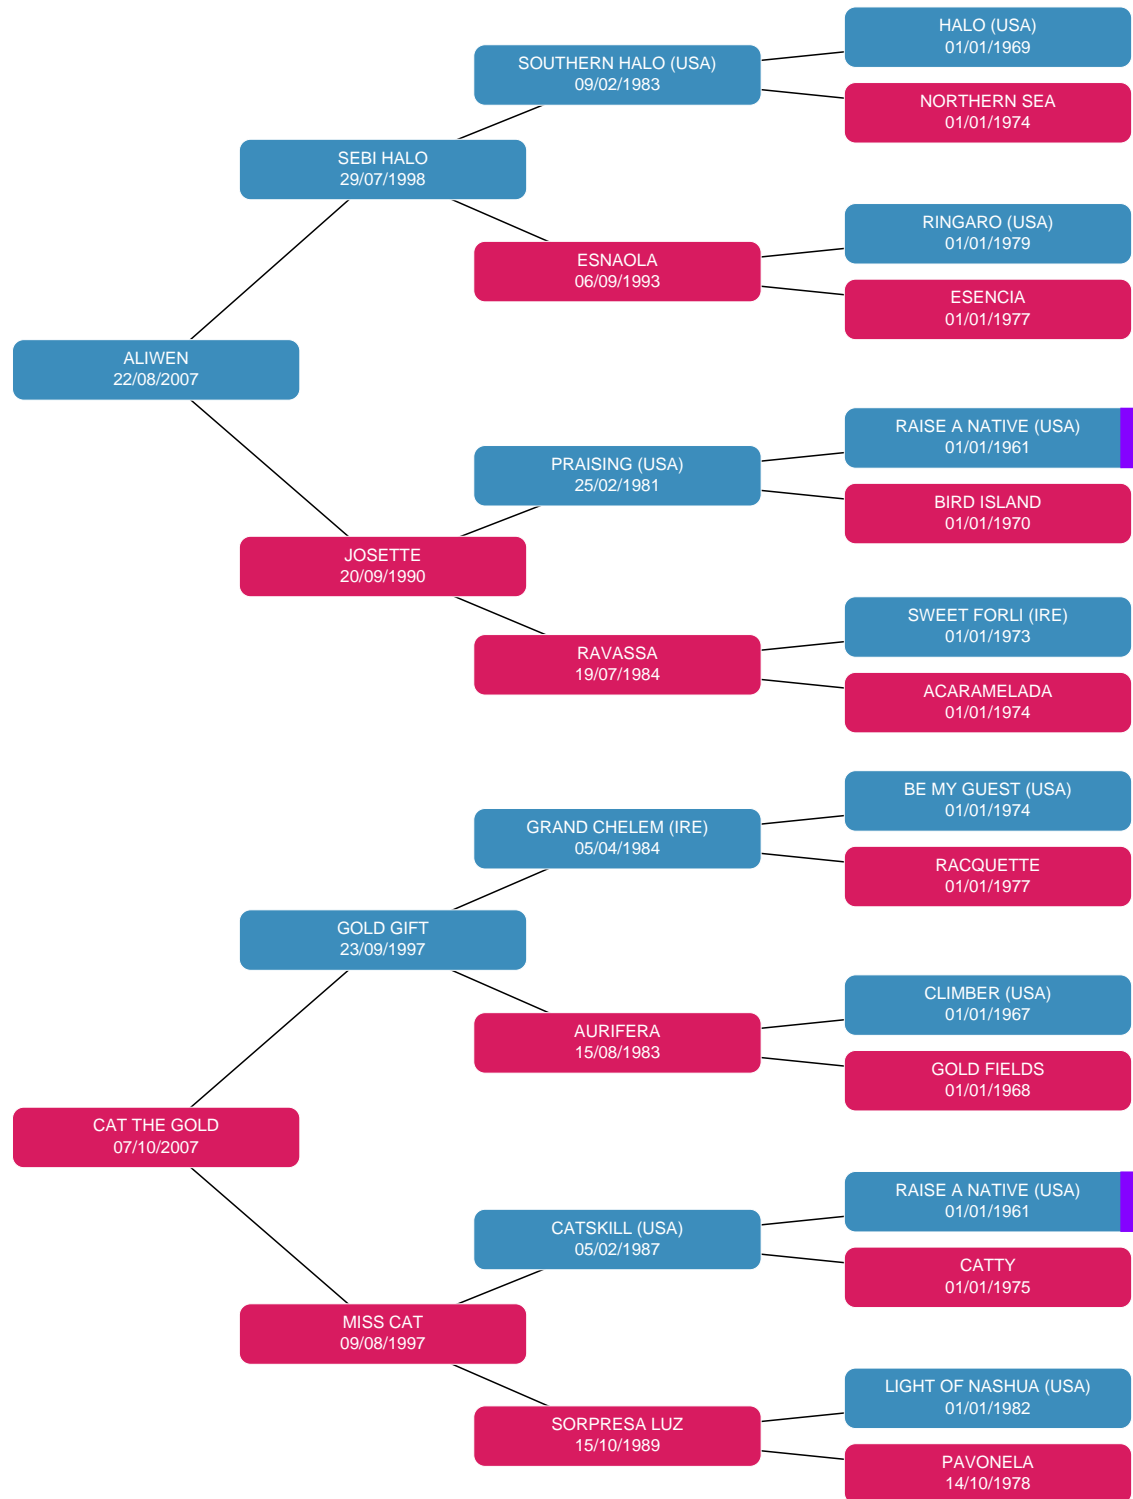 HALO (USA)
01/01/1969
SOUTHERN HALO (USA)
09/02/1983
NORTHERN SEA
01/01/1974
SEBI HALO
29/07/1998
RINGARO (USA)
01/01/1979
ESNAOLA
06/09/1993
ESENCIA
01/01/1977
ALIWEN
22/08/2007
RAISE A NATIVE (USA)
01/01/1961
PRAISING (USA)
25/02/1981
BIRD ISLAND
01/01/1970
JOSETTE
20/09/1990
SWEET FORLI (IRE)
01/01/1973
RAVASSA
19/07/1984
ACARAMELADA
01/01/1974
BE MY GUEST (USA)
01/01/1974
GRAND CHELEM (IRE)
05/04/1984
RACQUETTE
01/01/1977
GOLD GIFT
23/09/1997
CLIMBER (USA)
01/01/1967
AURIFERA
15/08/1983
GOLD FIELDS
01/01/1968
CAT THE GOLD
07/10/2007
RAISE A NATIVE (USA)
01/01/1961
CATSKILL (USA)
05/02/1987
CATTY
01/01/1975
MISS CAT
09/08/1997
LIGHT OF NASHUA (USA)
01/01/1982
SORPRESA LUZ
15/10/1989
PAVONELA
14/10/1978